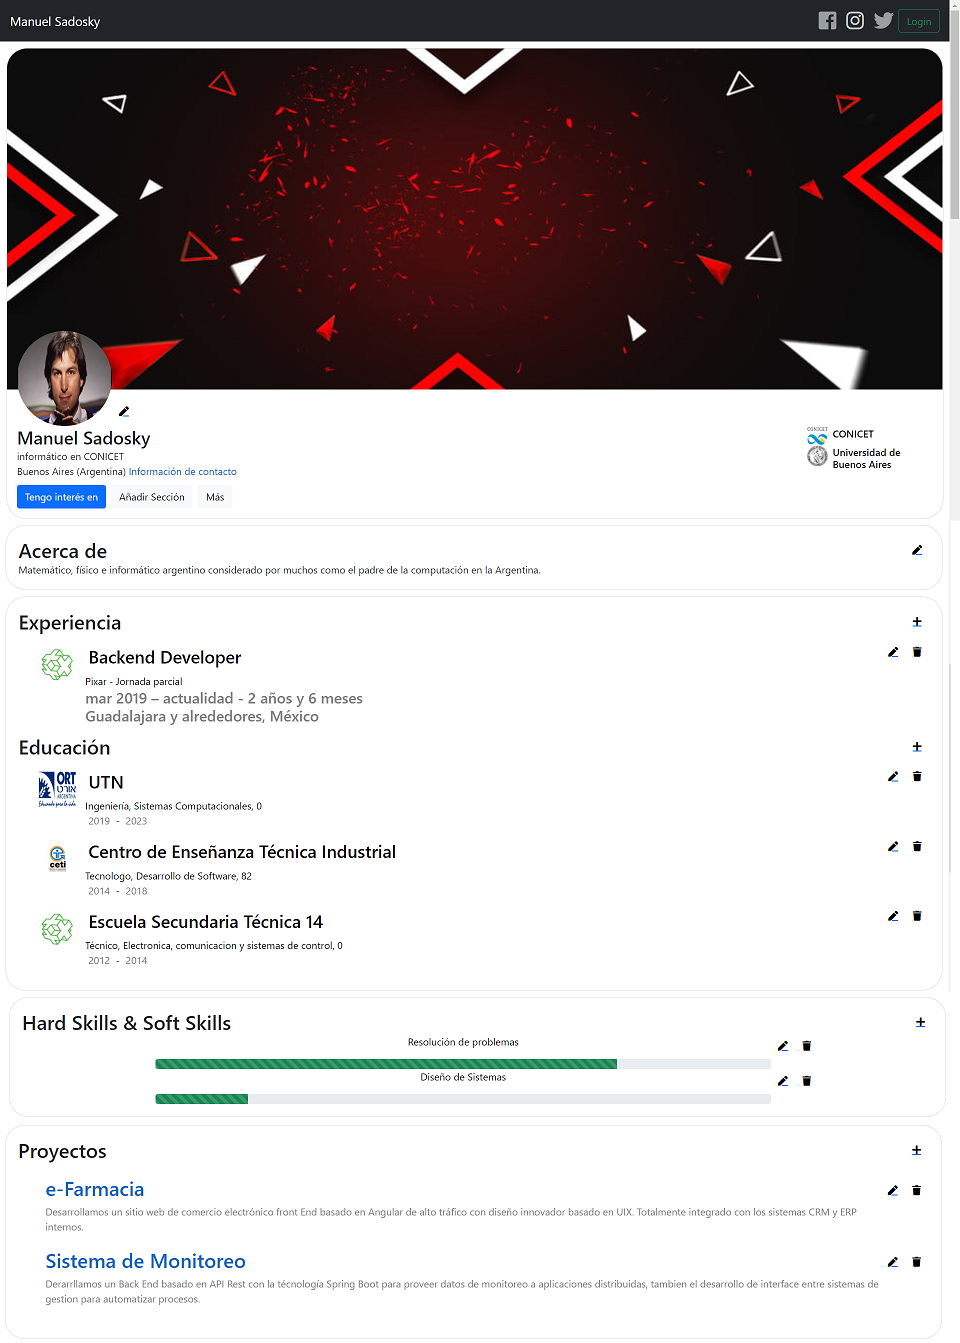 Manuel Sadosky
Login
Manuel Sadosky
informático en CONICET
Buenos Aires (Argentina) Información de contacto
Tengo interés en
Añadir Sección
Más
CONICET
CONICET
Universidad de
Buenos Aires
Acerca de
Matemático, físico e informático argentino considerado por muchos como el padre de la computación en la Argentina.
Experiencia
Backend Developer
Pixar - Jornada parcial
mar 2019 – actualidad - 2 años y 6 meses
Guadalajara y alrededores, México
Educación
ORT
אורט
ARGENTINA
Educando para la vida
UTN
Ingeniería, Sistemas Computacionales, 0
2019 - 2023
ceti
Centro de Enseñanza Técnica Industrial
Tecnologo, Desarrollo de Software, 82
2014 - 2018
Escuela Secundaria Técnica 14
Técnico, Electronica, comunicacion y sistemas de control, 0
2012 - 2014
Hard Skills & Soft Skills
Resolución de problemas
Diseño de Sistemas
Proyectos
e-Farmacia
Desarrollamos un sitio web de comercio electrónico front End basado en Angular de alto tráfico con diseño innovador basado en UIX. Totalmente integrado con los sistemas CRM y ERP
internos.
Sistema de Monitoreo
Derarllamos un Back End basado en API Rest con la técnología Spring Boot para proveer datos de monitoreo a aplicaciones distribuidas, tambien el desarrollo de interface entre sistemas de
gestion para automatizar procesos.